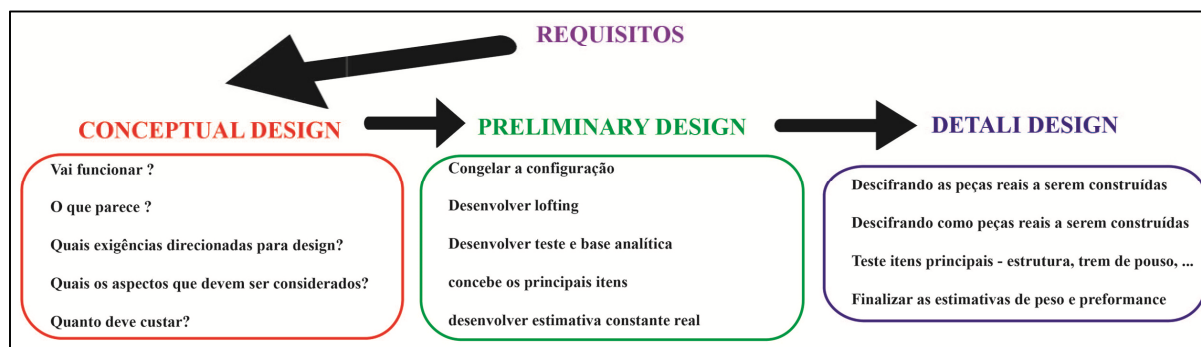 REQUISITOS
CONCEPTUAL DESIGN
Vai funcionar ?
O que parece ?
Quais exigências direcionadas para design?
Quais os aspectos que devem ser considerados?
Quanto deve custar?
PRELIMINARY DESIGN
Congelar a configuração
Desenvolver lofting
Desenvolver teste e base analítica
concebe os principais itens
desenvolver estimativa constante real
DETALI DESIGN
Descifrando as peças reais a serem construídas
Descifrando como peças reais a serem construídas
Teste itens principais - estrutura, trem de pouso, ...
Finalizar as estimativas de peso e preformance